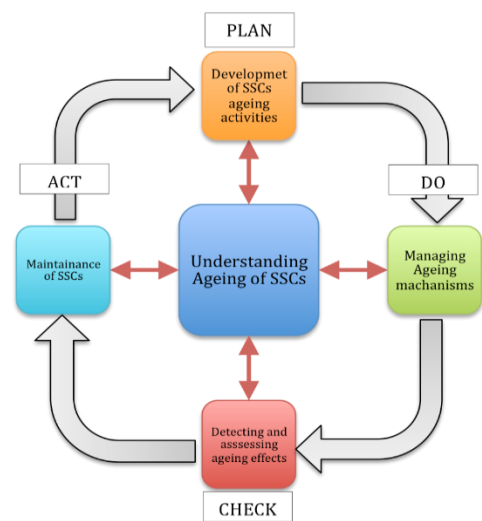 PLAN
Developmet
of SSCs
ageing
activities
ACT
DO
Maintainance
of SSCs
Understanding
Ageing of SSCs
Managing
Ageing
machanisms
Detecting and
asssessing
ageing effects
CHECK